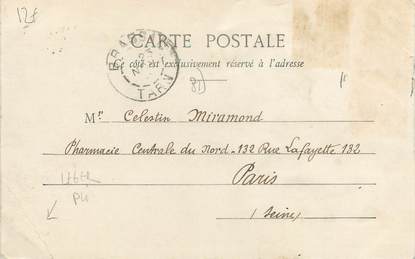 12f
CARTE POSTALE
Ce côté est exclusivement réservé à l'adresse
TARN
81
Mr Celestin Miramond
Pharmacie Centrale du Nord - 132 Rue Lafayette 132
Paris
(Seine)